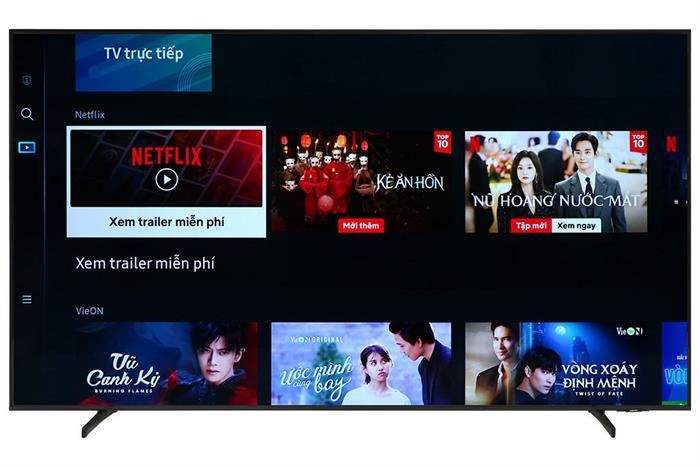 TV trực tiếp
Netflix
NETFLIX
Xem trailer miễn phí
TOP
10
KẺ ĂN HỒN
Mới thêm
TOP
10
NỮ HOÀNG NƯỚC MẮT
Tập mới
Xem ngay
N
Xem trailer miễn phí
VieON
Vũ
Canh Kỷ
BURNING FLAMES
VieON ORIGINAL
Ước mình
cùng
bay
VieON
VÒNG XOÁY
ĐỊNH MỆNH
TWIST OF FATE